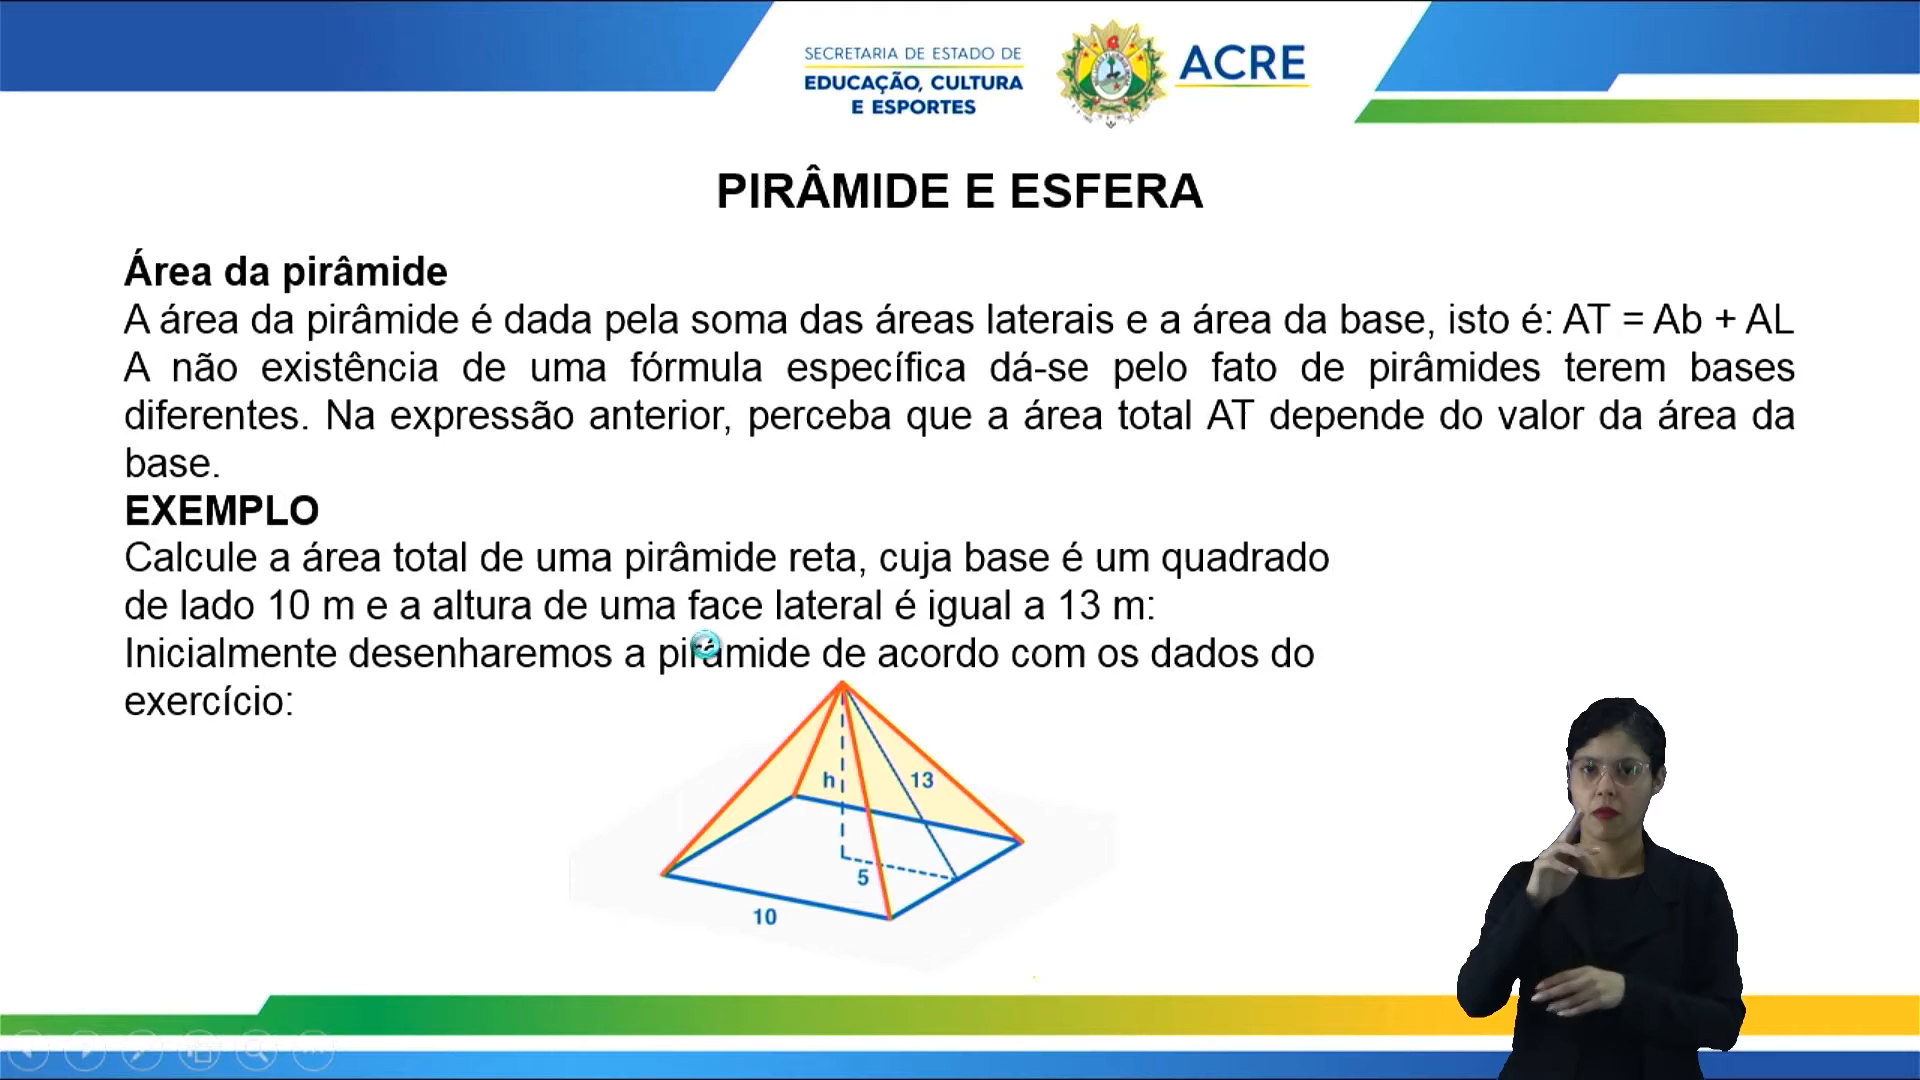 SECRETARIA DE ESTADO DE
EDUCAÇÃO, CULTURA
E ESPORTES
ACRE
PIRÂMIDE E ESFERA
Área da pirâmide
A área da pirâmide é dada pela soma das áreas laterais e a área da base, isto é: AT = Ab + AL
A não existência de uma fórmula específica dá-se pelo fato de pirâmides terem bases
diferentes. Na expressão anterior, perceba que a área total AT depende do valor da área da
base.
EXEMPLO
Calcule a área total de uma pirâmide reta, cuja base é um quadrado
de lado 10 m e a altura de uma face lateral é igual a 13 m:
Inicialmente desenharemos a pirâmide de acordo com os dados do
exercício:
h
13
5
10